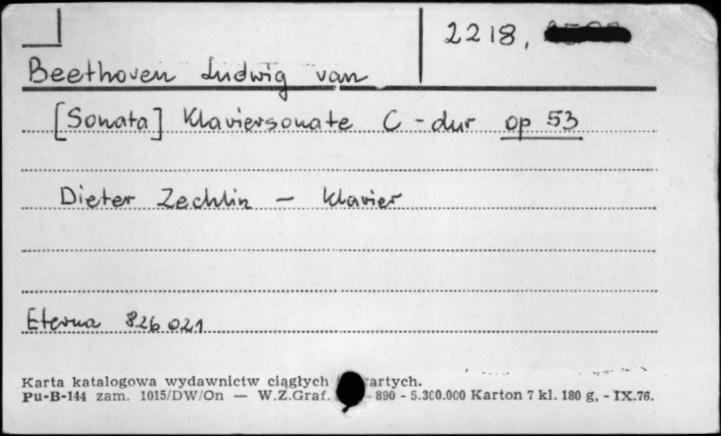 2218,
Beethoven Ludwig van
[Sonata] Klaviersonate C-dur op 53
Dieter Zechlin - Klavier
Eterna 826 021
Karta katalogowa wydawnictw ciągłych artych.
Pu-B-144 zam. 1015/DW/On — W.Z.Graf. - 890 - 5.300.000 Karton 7 kl. 180 g, - IX.76.